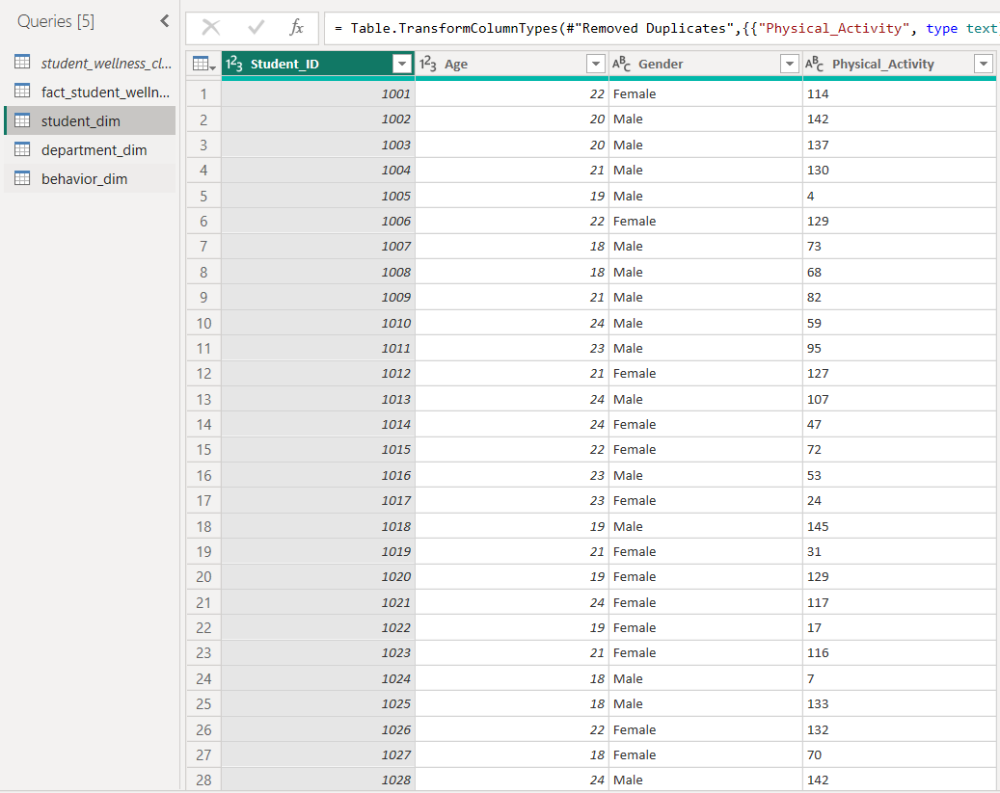 Queries [5]
student_wellness_cl...
fact_student_welln...
student_dim
department_dim
behavior_dim
fx = Table.TransformColumnTypes(#"Removed Duplicates",{{"Physical_Activity", type text
123 Student_ID 123 Age ABC Gender ABC Physical_Activity
1 1001 22 Female 114
2 1002 20 Male 142
3 1003 20 Male 137
4 1004 21 Male 130
5 1005 19 Male 4
6 1006 22 Female 129
7 1007 18 Male 73
8 1008 18 Male 68
9 1009 21 Male 82
10 1010 24 Male 59
11 1011 23 Male 95
12 1012 21 Female 127
13 1013 24 Male 107
14 1014 24 Female 47
15 1015 22 Female 72
16 1016 23 Male 53
17 1017 23 Female 24
18 1018 19 Male 145
19 1019 21 Female 31
20 1020 19 Female 129
21 1021 24 Female 117
22 1022 19 Female 17
23 1023 21 Female 116
24 1024 18 Male 7
25 1025 18 Male 133
26 1026 22 Female 132
27 1027 18 Female 70
28 1028 24 Male 142